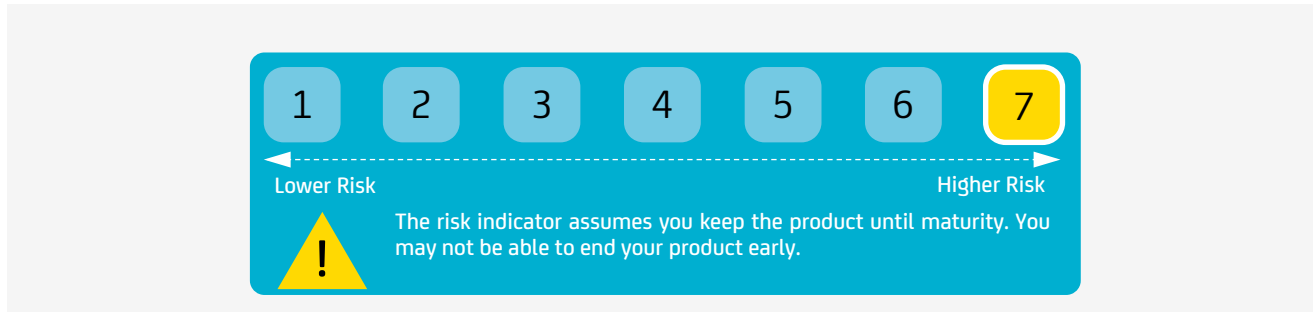 1 2 3 4 5 6 7
Lower Risk Higher Risk
The risk indicator assumes you keep the product until maturity. You
may not be able to end your product early.
!